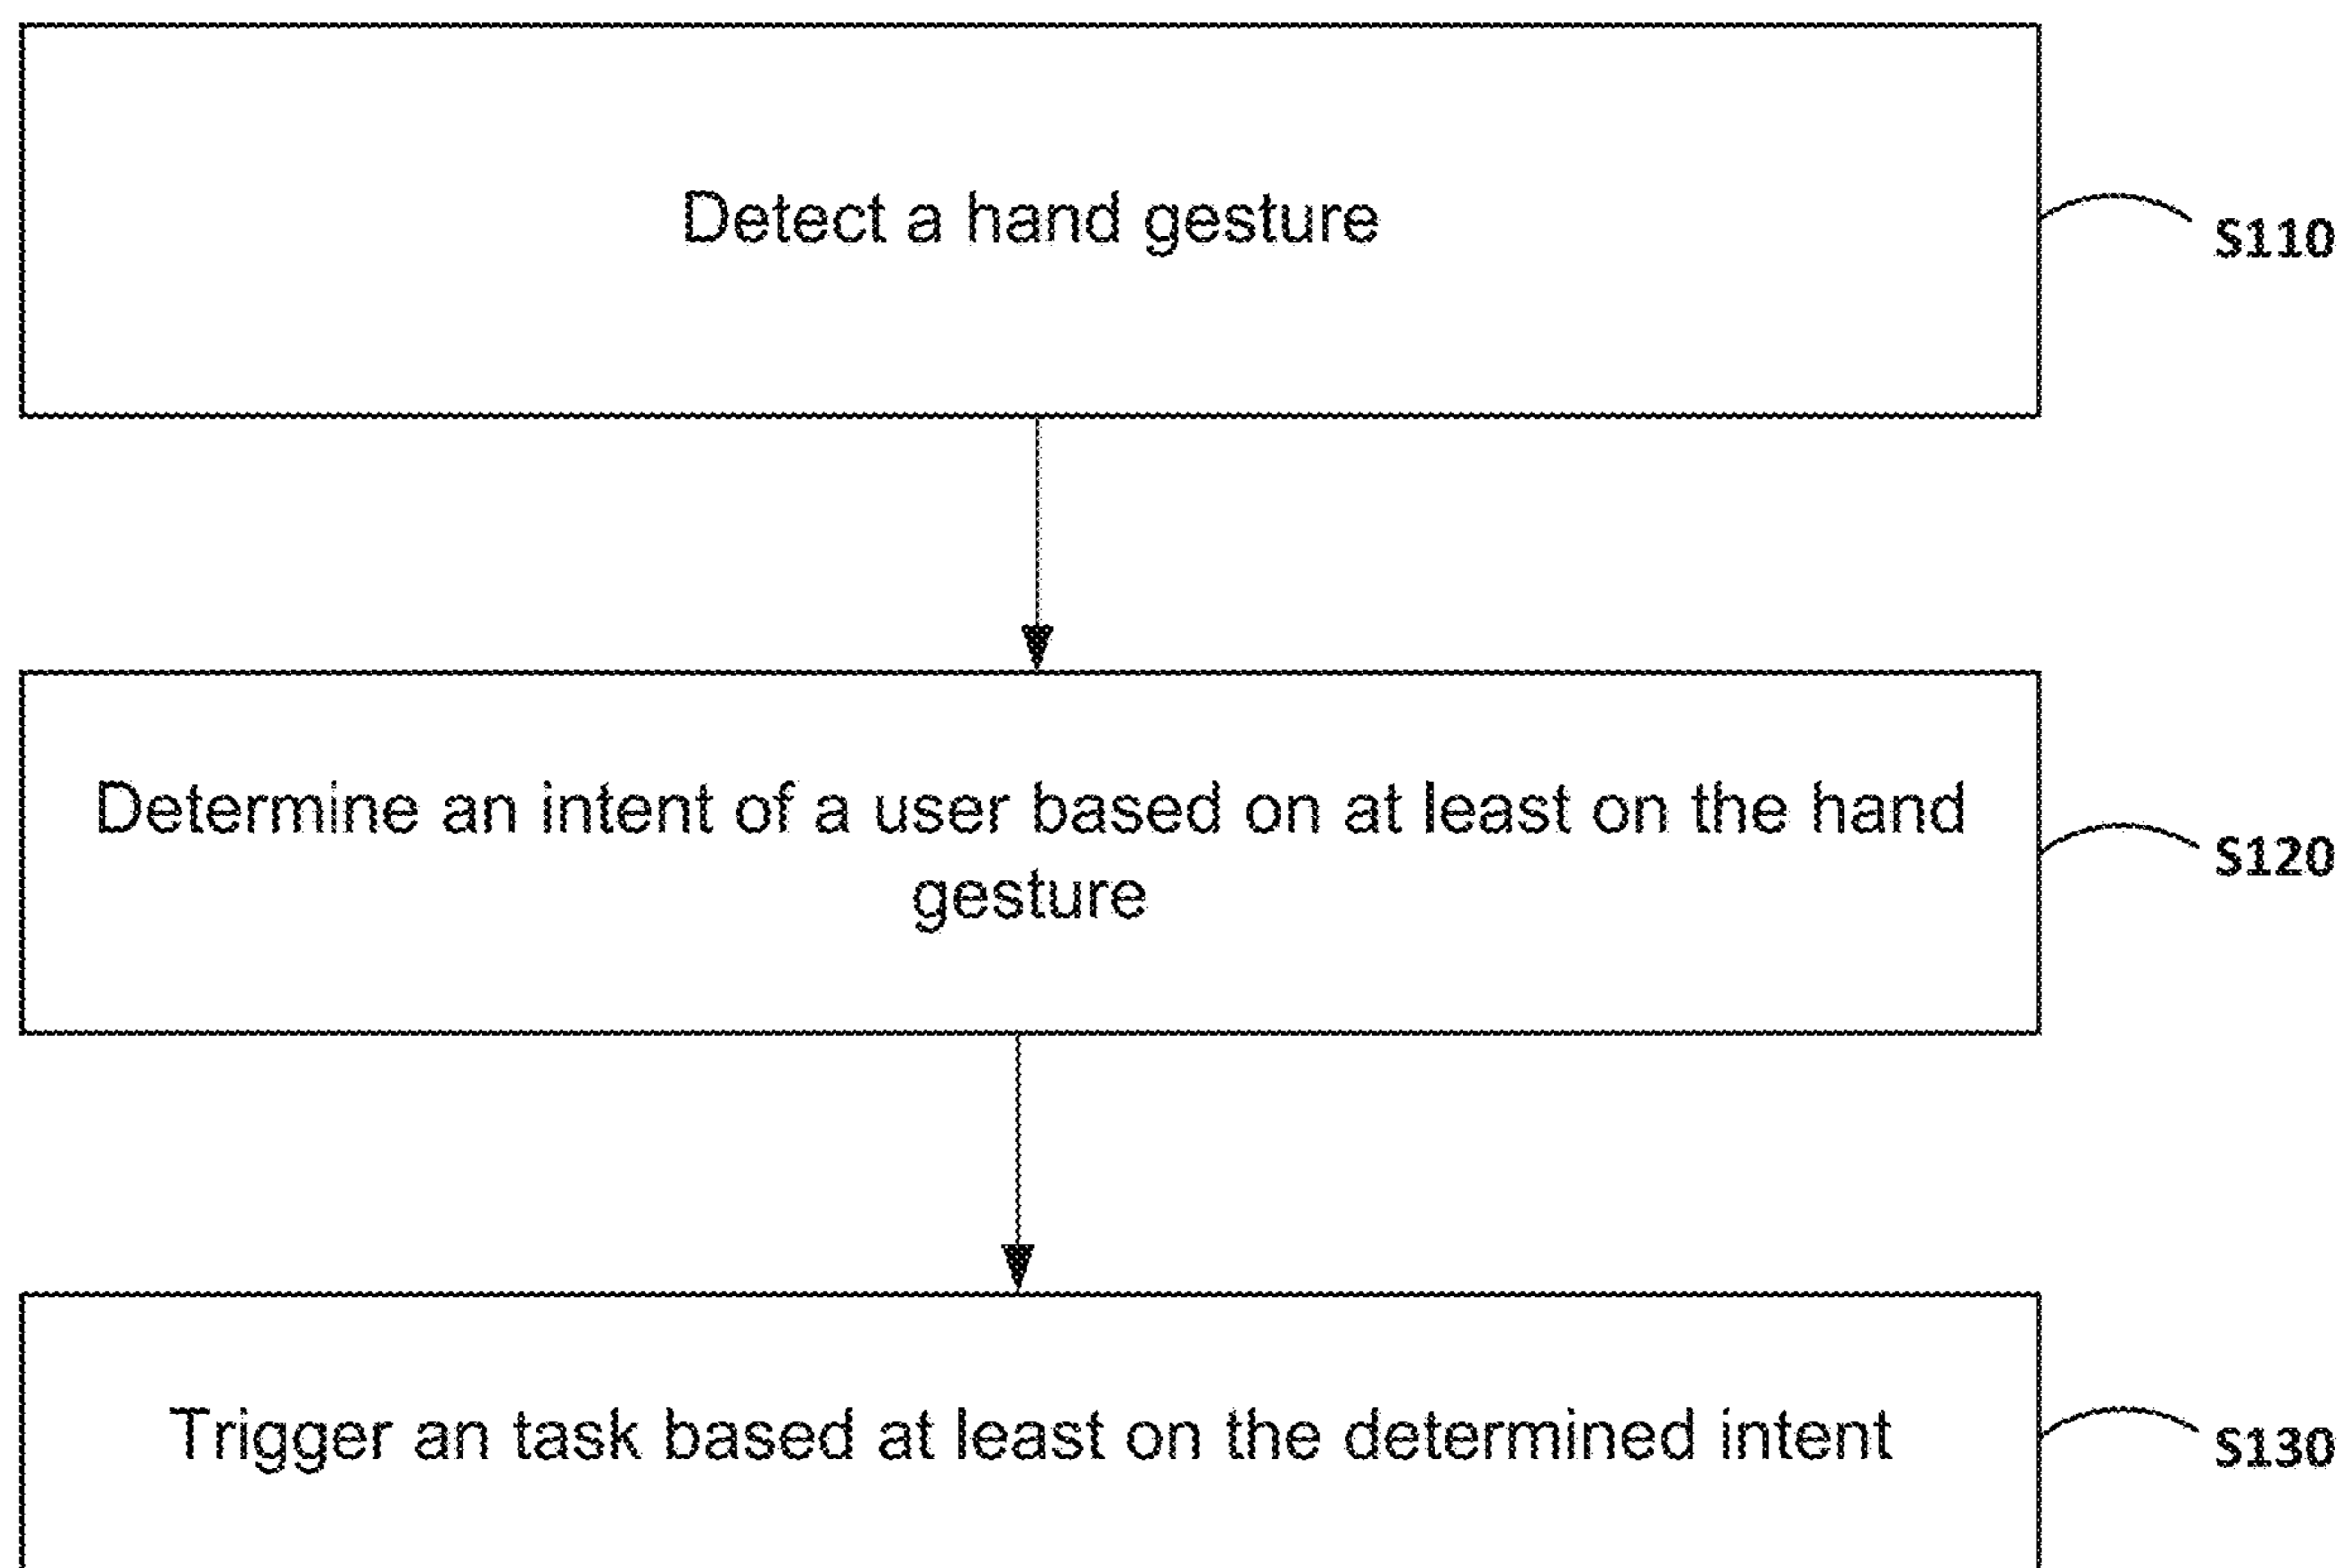 Detect a hand gesture
S110
Determine an intent of a user based on at least on the hand
gesture
S120
Trigger an task based at least on the determined intent
S130